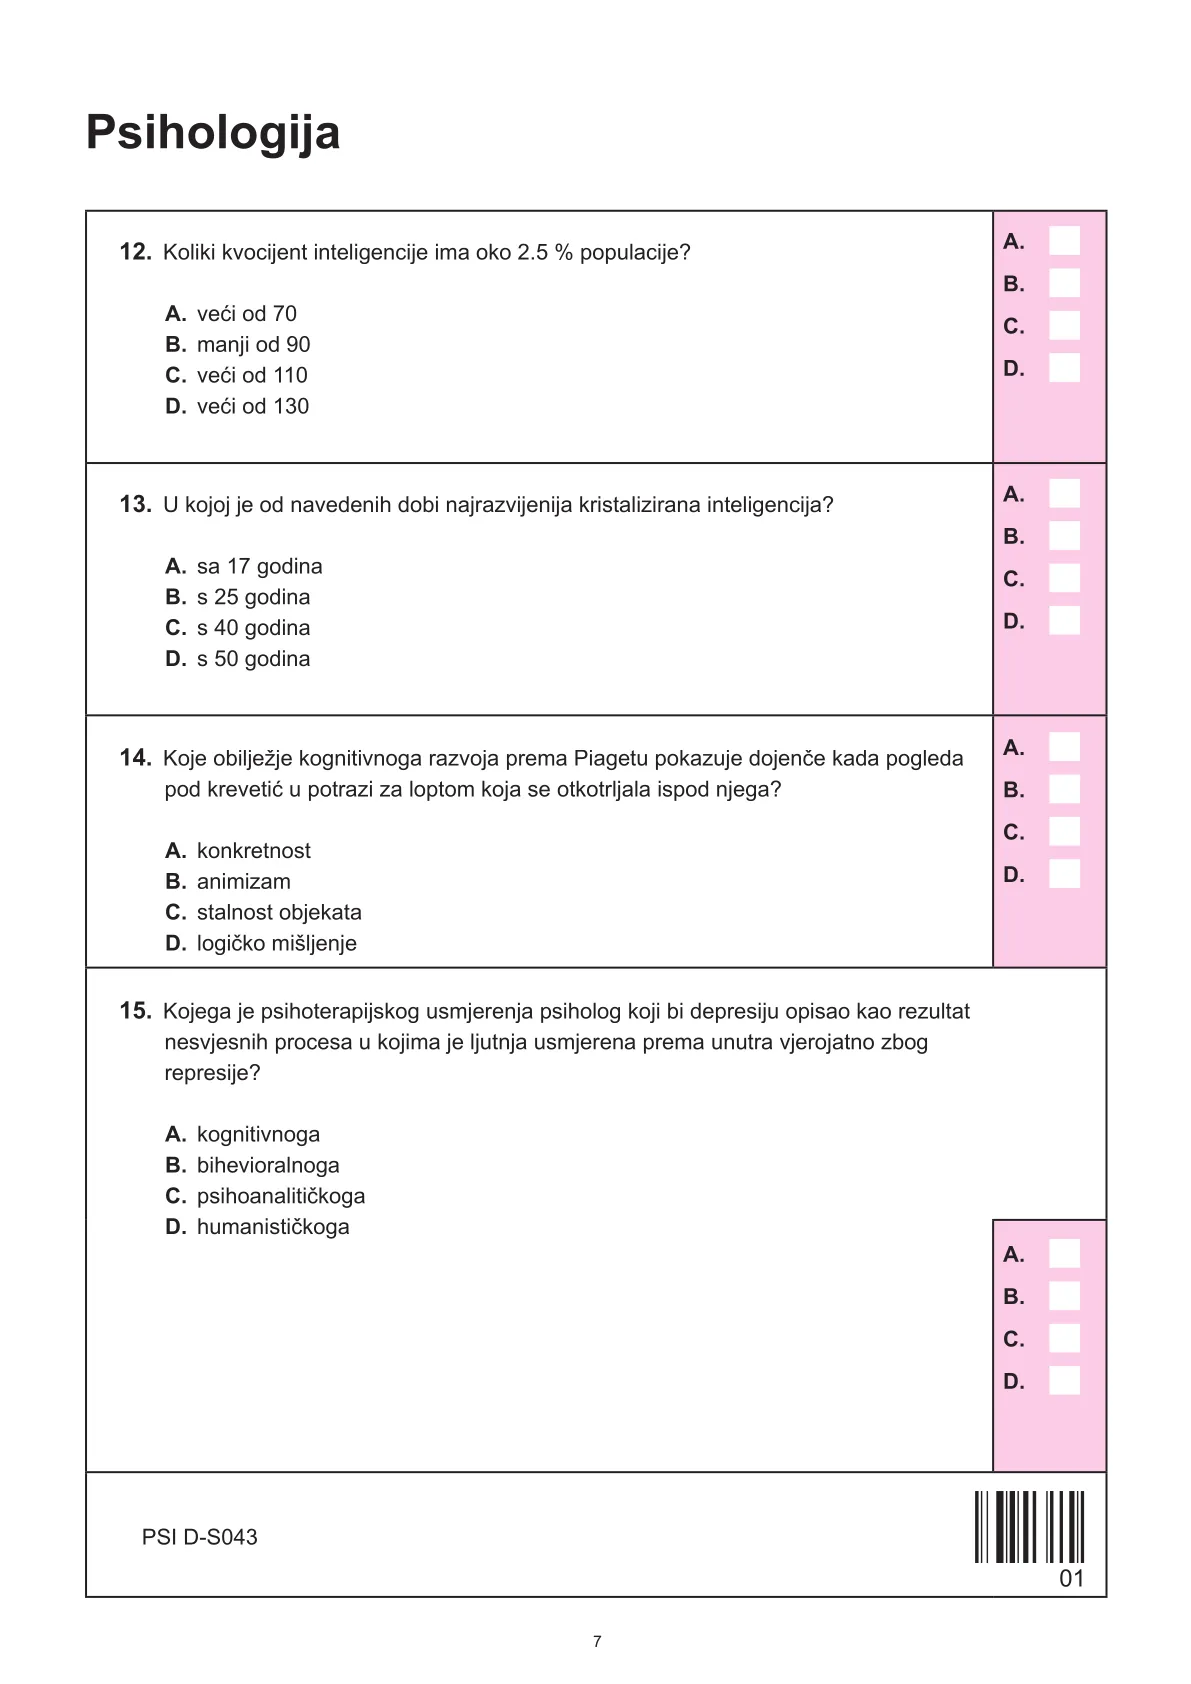 Psihologija
12. Koliki kvocijent inteligencije ima oko 2.5 % populacije?
A. veći od 70
B. manji od 90
C. veći od 110
D. veći od 130
A.
B.
C.
D.
13. U kojoj je od navedenih dobi najrazvijenija kristalizirana inteligencija?
A. sa 17 godina
B. s 25 godina
C. s 40 godina
D. s 50 godina
A.
B.
C.
D.
14. Koje obilježje kognitivnoga razvoja prema Piagetu pokazuje dojenče kada pogleda
pod krevetić u potrazi za loptom koja se otkotrljala ispod njega?
A. konkretnost
B. animizam
C. stalnost objekata
D. logičko mišljenje
A.
B.
C.
D.
15. Kojega je psihoterapijskog usmjerenja psiholog koji bi depresiju opisao kao rezultat
nesvjesnih procesa u kojima je ljutnja usmjerena prema unutra vjerojatno zbog
represije?
A. kognitivnoga
B. bihevioralnoga
C. psihoanalitičkoga
D. humanističkoga
A.
B.
C.
D.
PSI D-S043
01
7